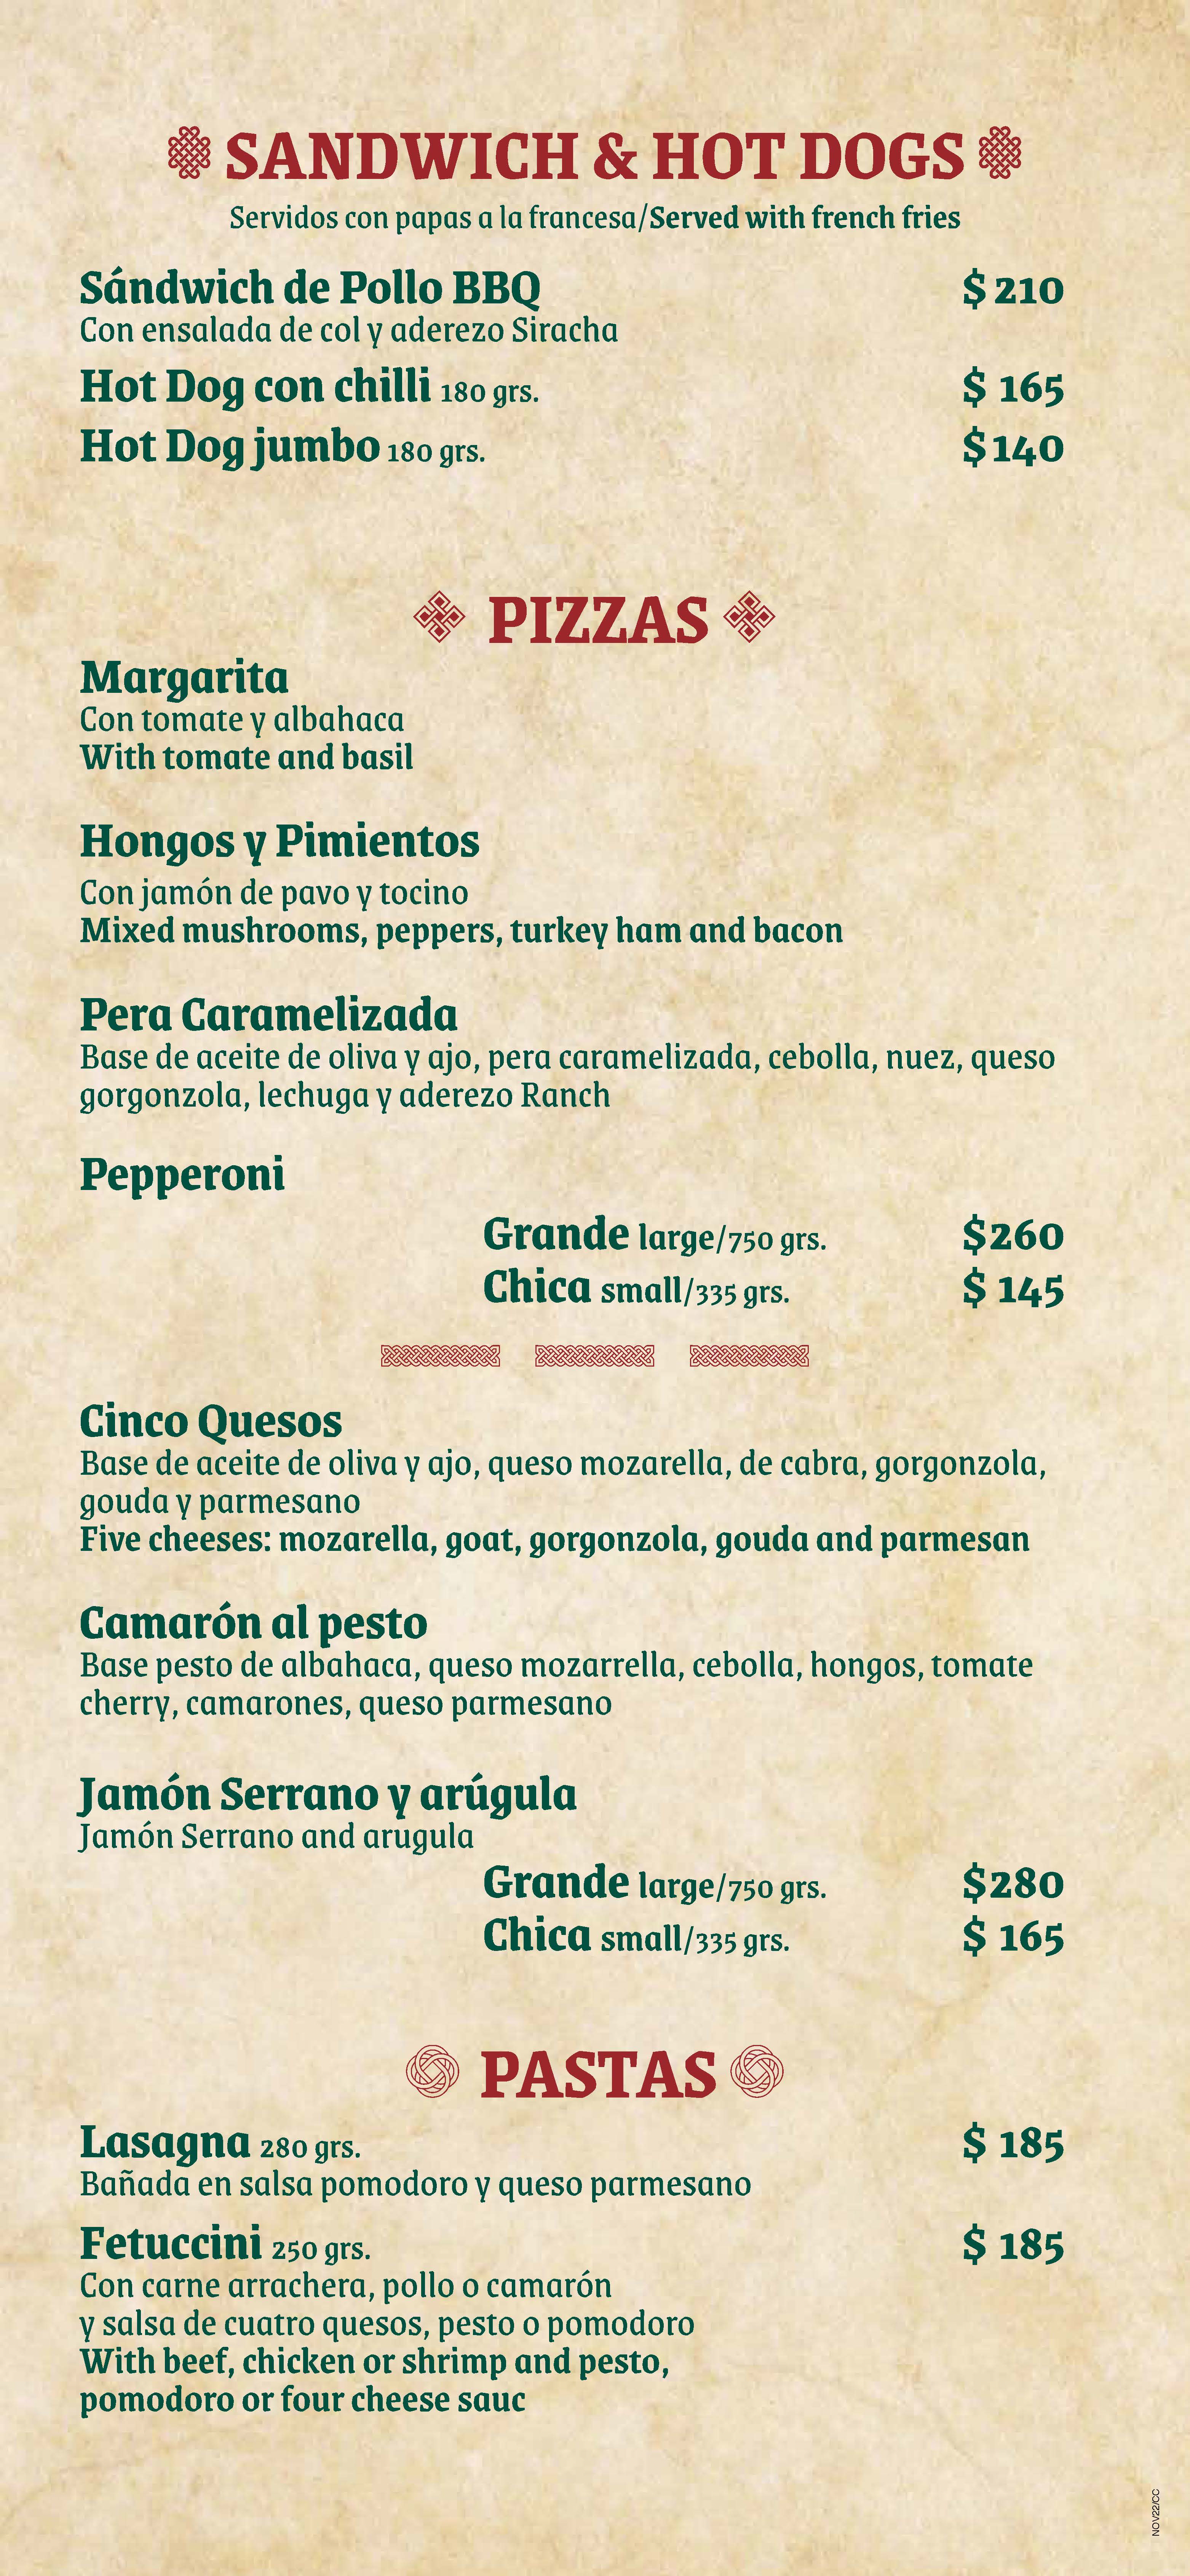 SANDWICH & HOT DOGS
Servidos con papas a la francesa/Served with french fries
Sándwich de Pollo BBQ $ 210
Con ensalada de col y aderezo Siracha
Hot Dog con chilli 180 grs. $ 165
Hot Dog jumbo 180 grs. $ 140
PIZZAS
Margarita
Con tomate y albahaca
With tomate and basil
Hongos y Pimientos
Con jamón de pavo y tocino
Mixed mushrooms, peppers, turkey ham and bacon
Pera Caramelizada
Base de aceite de oliva y ajo, pera caramelizada, cebolla, nuez, queso
gorgonzola, lechuga y aderezo Ranch
Pepperoni
Grande large/750 grs. $260
Chica small/335 grs. $ 145
Cinco Quesos
Base de aceite de oliva y ajo, queso mozarella, de cabra, gorgonzola,
gouda y parmesano
Five cheeses: mozarella, goat, gorgonzola, gouda and parmesan
Camarón al pesto
Base pesto de albahaca, queso mozarrella, cebolla, hongos, tomate
cherry, camarones, queso parmesano
Jamón Serrano y arúgula
Jamón Serrano and arugula
Grande large/750 grs. $280
Chica small/335 grs. $ 165
PASTAS
Lasagna 280 grs. $ 185
Bañada en salsa pomodoro y queso parmesano
Fetuccini 250 grs. $ 185
Con carne arrachera, pollo o camarón
y salsa de cuatro quesos, pesto o pomodoro
With beef, chicken or shrimp and pesto,
pomodoro or four cheese sauc
NOV22/CC